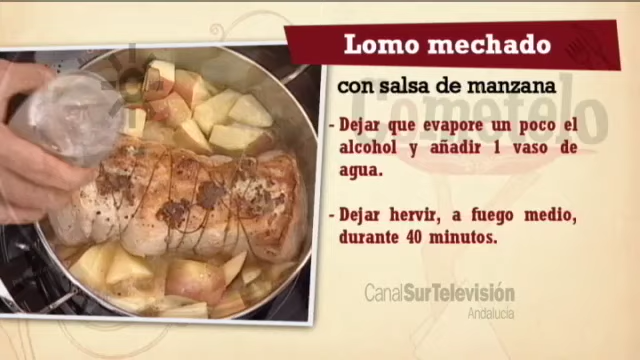 Lomo mechado
con salsa de manzana
Cómetelo
- Dejar que evapore un poco el
alcohol y añadir 1 vaso de
agua.
- Dejar hervir, a fuego medio,
durante 40 minutos.
CanalSurTelevisión
Andalucía